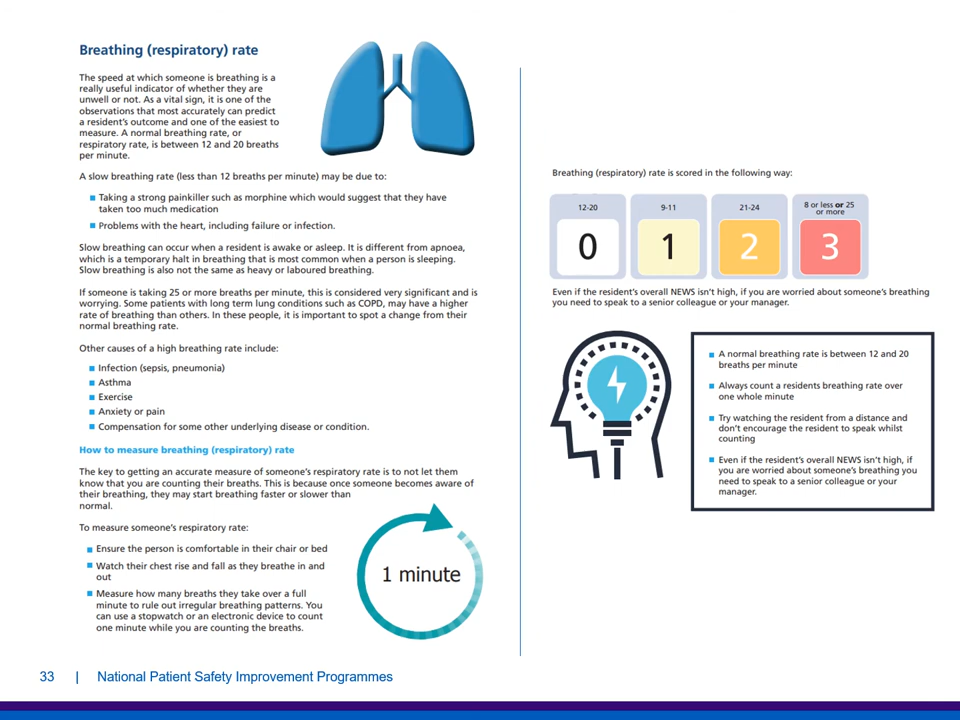 Breathing (respiratory) rate
The speed at which someone is breathing is a
really useful indicator of whether they are
unwell or not. As a vital sign, it is one of the
observations that most accurately can predict
a resident's outcome and one of the easiest to
measure. A normal breathing rate, or
respiratory rate, is between 12 and 20 breaths
per minute.
A slow breathing rate (less than 12 breaths per minute) may be due to:
Taking a strong painkiller such as morphine which would suggest that they have
taken too much medication
Problems with the heart, including failure or infection.
Slow breathing can occur when a resident is awake or asleep. It is different from apnoea,
which is a temporary halt in breathing that is most common when a person is sleeping.
Slow breathing is also not the same as heavy or laboured breathing.
If someone is taking 25 or more breaths per minute, this is considered very significant and is
worrying. Some patients with long term lung conditions such as COPD, may have a higher
rate of breathing than others. In these people, it is important to spot a change from their
normal breathing rate.
Other causes of a high breathing rate include:
Infection (sepsis, pneumonia)
Asthma
Exercise
Anxiety or pain
Compensation for some other underlying disease or condition.
How to measure breathing (respiratory) rate
The key to getting an accurate measure of someone's respiratory rate is to not let them
know that you are counting their breaths. This is because once someone becomes aware of
their breathing, they may start breathing faster or slower than
normal.
To measure someone's respiratory rate:
Ensure the person is comfortable in their chair or bed
Watch their chest rise and fall as they breathe in and
out
Measure how many breaths they take over a full
minute to rule out irregular breathing patterns. You
can use a stopwatch or an electronic device to count
one minute while you are counting the breaths.
1 minute
Breathing (respiratory) rate is scored in the following way:
12-20
0
9-11
1
21-24
2
8 or less or 25
or more
3
Even if the resident's overall NEWS isn't high, if you are worried about someone's breathing
you need to speak to a senior colleague or your manager.
A normal breathing rate is between 12 and 20
breaths per minute
Always count a residents breathing rate over
one whole minute
Try watching the resident from a distance and
don't encourage the resident to speak whilst
counting
Even if the resident's overall NEWS isn't high, if
you are worried about someone's breathing you
need to speak to a senior colleague or your
manager.
33 | National Patient Safety Improvement Programmes